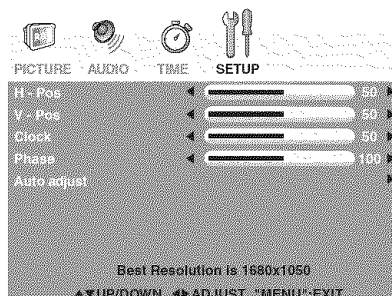 PICTURE AUDIO TIME SETUP
H - Pos 50
V - Pos 50
Clock 50
Phase 100
Auto adjust
Best Resolution is 1680x1050
▲▼UP/DOWN ◀▶ADJUST "MENU":EXIT